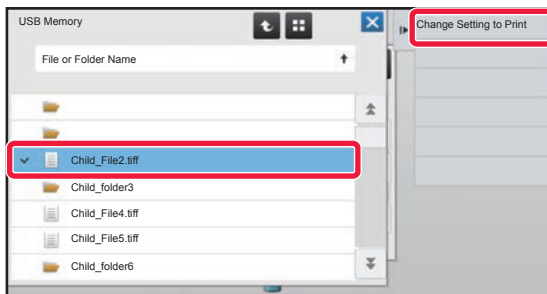 USB Memory
Change Setting to Print
File or Folder Name
Child_File2.tiff
Child_folder3
Child_File4.tiff
Child_File5.tiff
Child_folder6